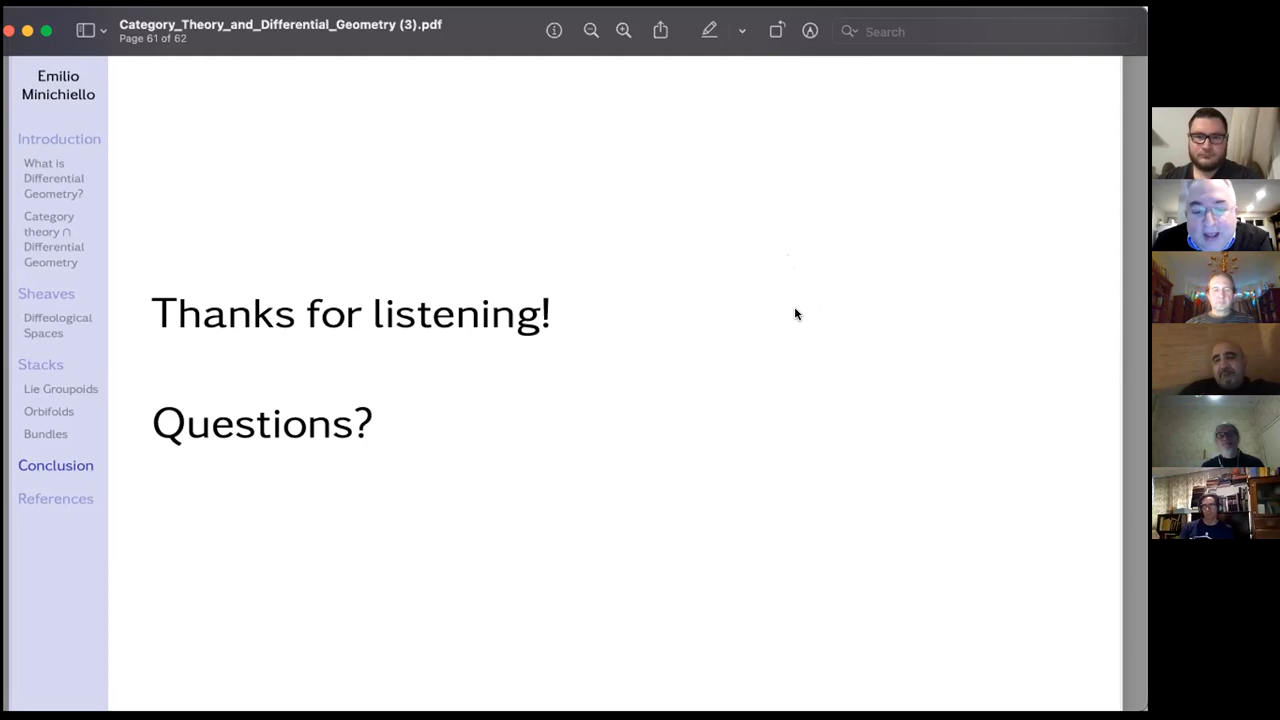 Category_Theory_and_Differential_Geometry (3).pdf
Page 61 of 62
Search
Emilio
Minichiello
Introduction
What is
Differential
Geometry?
Category
theory ∩
Differential
Geometry
Sheaves
Diffeological
Spaces
Stacks
Lie Groupoids
Orbifolds
Bundles
Conclusion
References
Thanks for listening!
Questions?